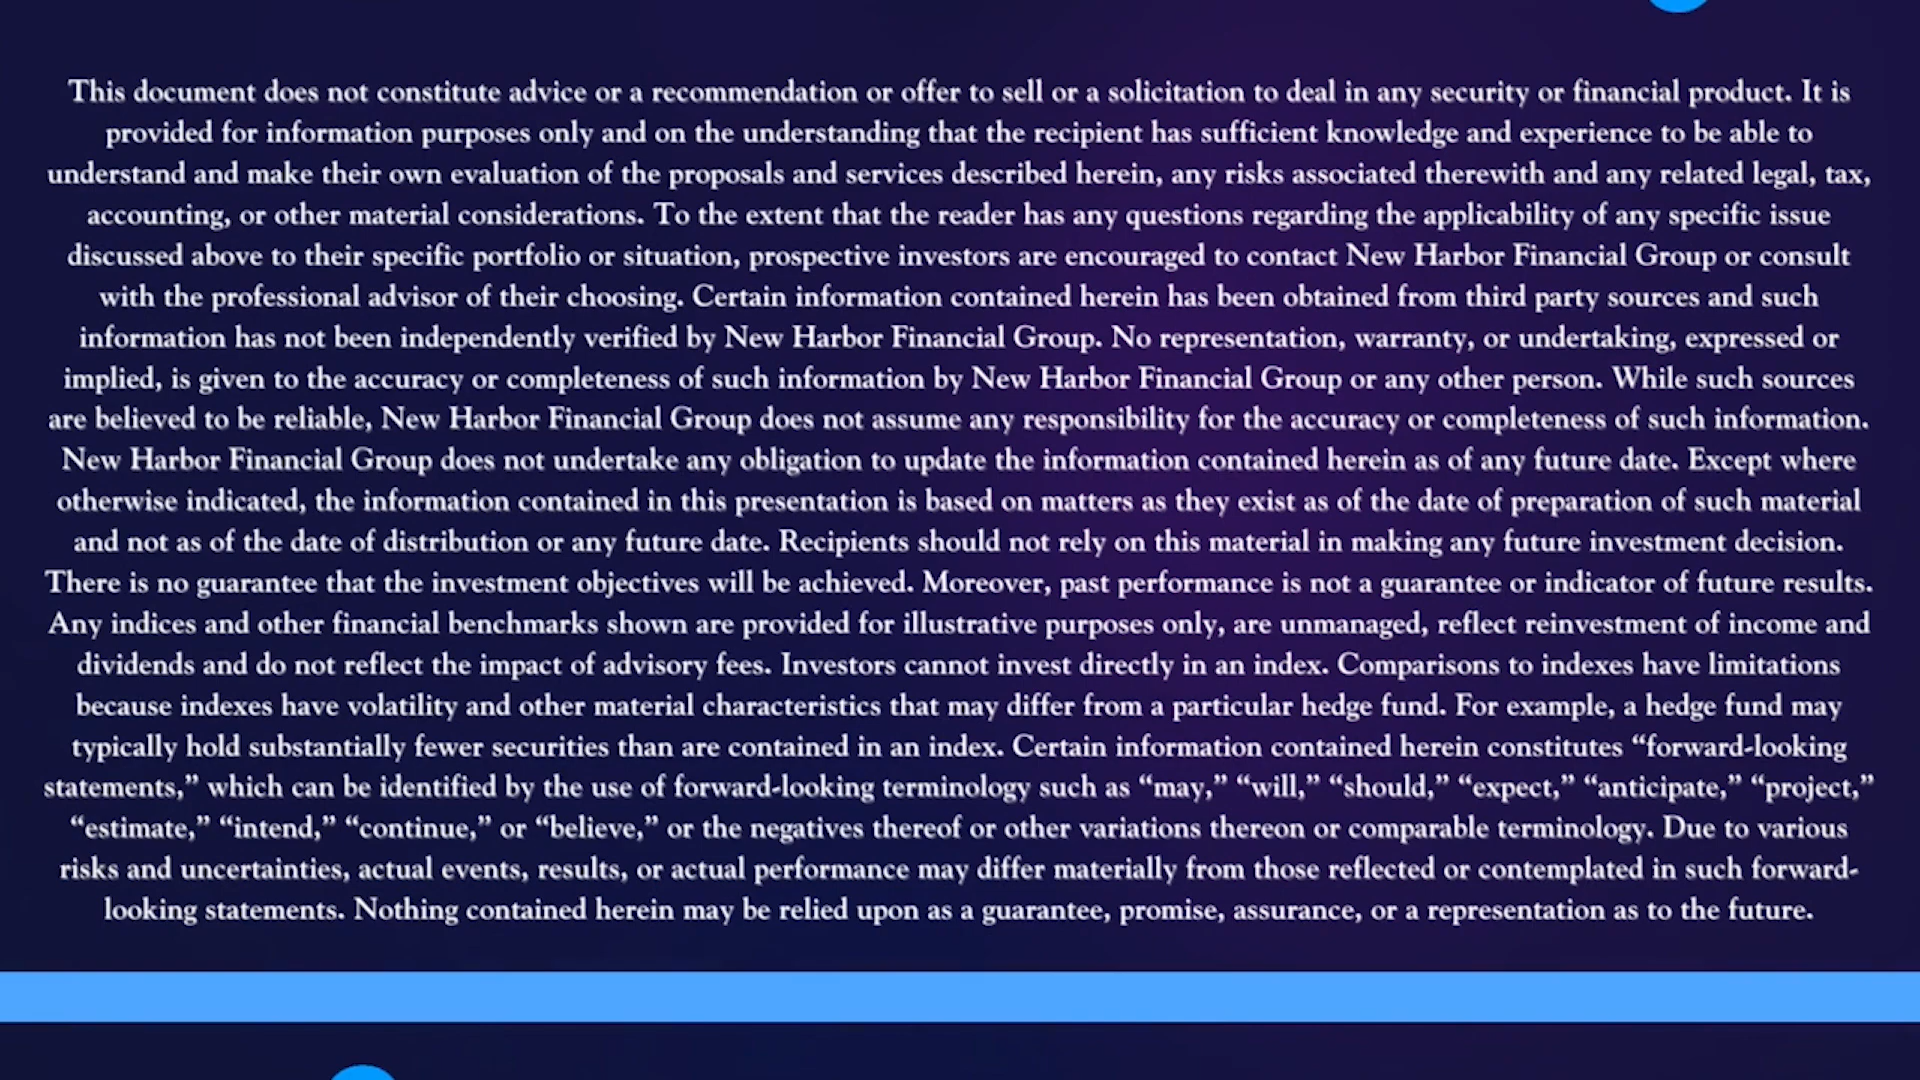 This document does not constitute advice or a recommendation or offer to sell or a solicitation to deal in any security or financial product. It is
provided for information purposes only and on the understanding that the recipient has sufficient knowledge and experience to be able to
understand and make their own evaluation of the proposals and services described herein, any risks associated therewith and any related legal, tax,
accounting, or other material considerations. To the extent that the reader has any questions regarding the applicability of any specific issue
discussed above to their specific portfolio or situation, prospective investors are encouraged to contact New Harbor Financial Group or consult
with the professional advisor of their choosing. Certain information contained herein has been obtained from third party sources and such
information has not been independently verified by New Harbor Financial Group. No representation, warranty, or undertaking, expressed or
implied, is given to the accuracy or completeness of such information by New Harbor Financial Group or any other person. While such sources
are believed to be reliable, New Harbor Financial Group does not assume any responsibility for the accuracy or completeness of such information.
New Harbor Financial Group does not undertake any obligation to update the information contained herein as of any future date. Except where
otherwise indicated, the information contained in this presentation is based on matters as they exist as of the date of preparation of such material
and not as of the date of distribution or any future date. Recipients should not rely on this material in making any future investment decision.
There is no guarantee that the investment objectives will be achieved. Moreover, past performance is not a guarantee or indicator of future results.
Any indices and other financial benchmarks shown are provided for illustrative purposes only, are unmanaged, reflect reinvestment of income and
dividends and do not reflect the impact of advisory fees. Investors cannot invest directly in an index. Comparisons to indexes have limitations
because indexes have volatility and other material characteristics that may differ from a particular hedge fund. For example, a hedge fund may
typically hold substantially fewer securities than are contained in an index. Certain information contained herein constitutes “forward-looking
statements,” which can be identified by the use of forward-looking terminology such as “may,” “will,” “should,” “expect,” “anticipate,” “project,”
“estimate,” “intend,” “continue,” or “believe,” or the negatives thereof or other variations thereon or comparable terminology. Due to various
risks and uncertainties, actual events, results, or actual performance may differ materially from those reflected or contemplated in such forward-
looking statements. Nothing contained herein may be relied upon as a guarantee, promise, assurance, or a representation as to the future.